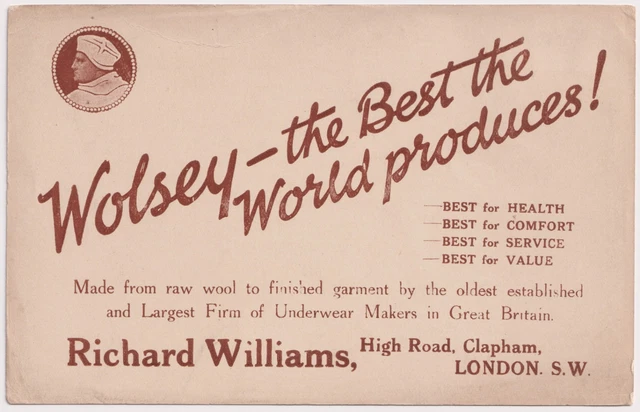 Wolsey—the Best the
World produces!
—BEST for HEALTH
—BEST for COMFORT
—BEST for SERVICE
—BEST for VALUE
Made from raw wool to finished garment by the oldest established
and Largest Firm of Underwear Makers in Great Britain.
Richard Williams, High Road, Clapham,
LONDON. S.W.